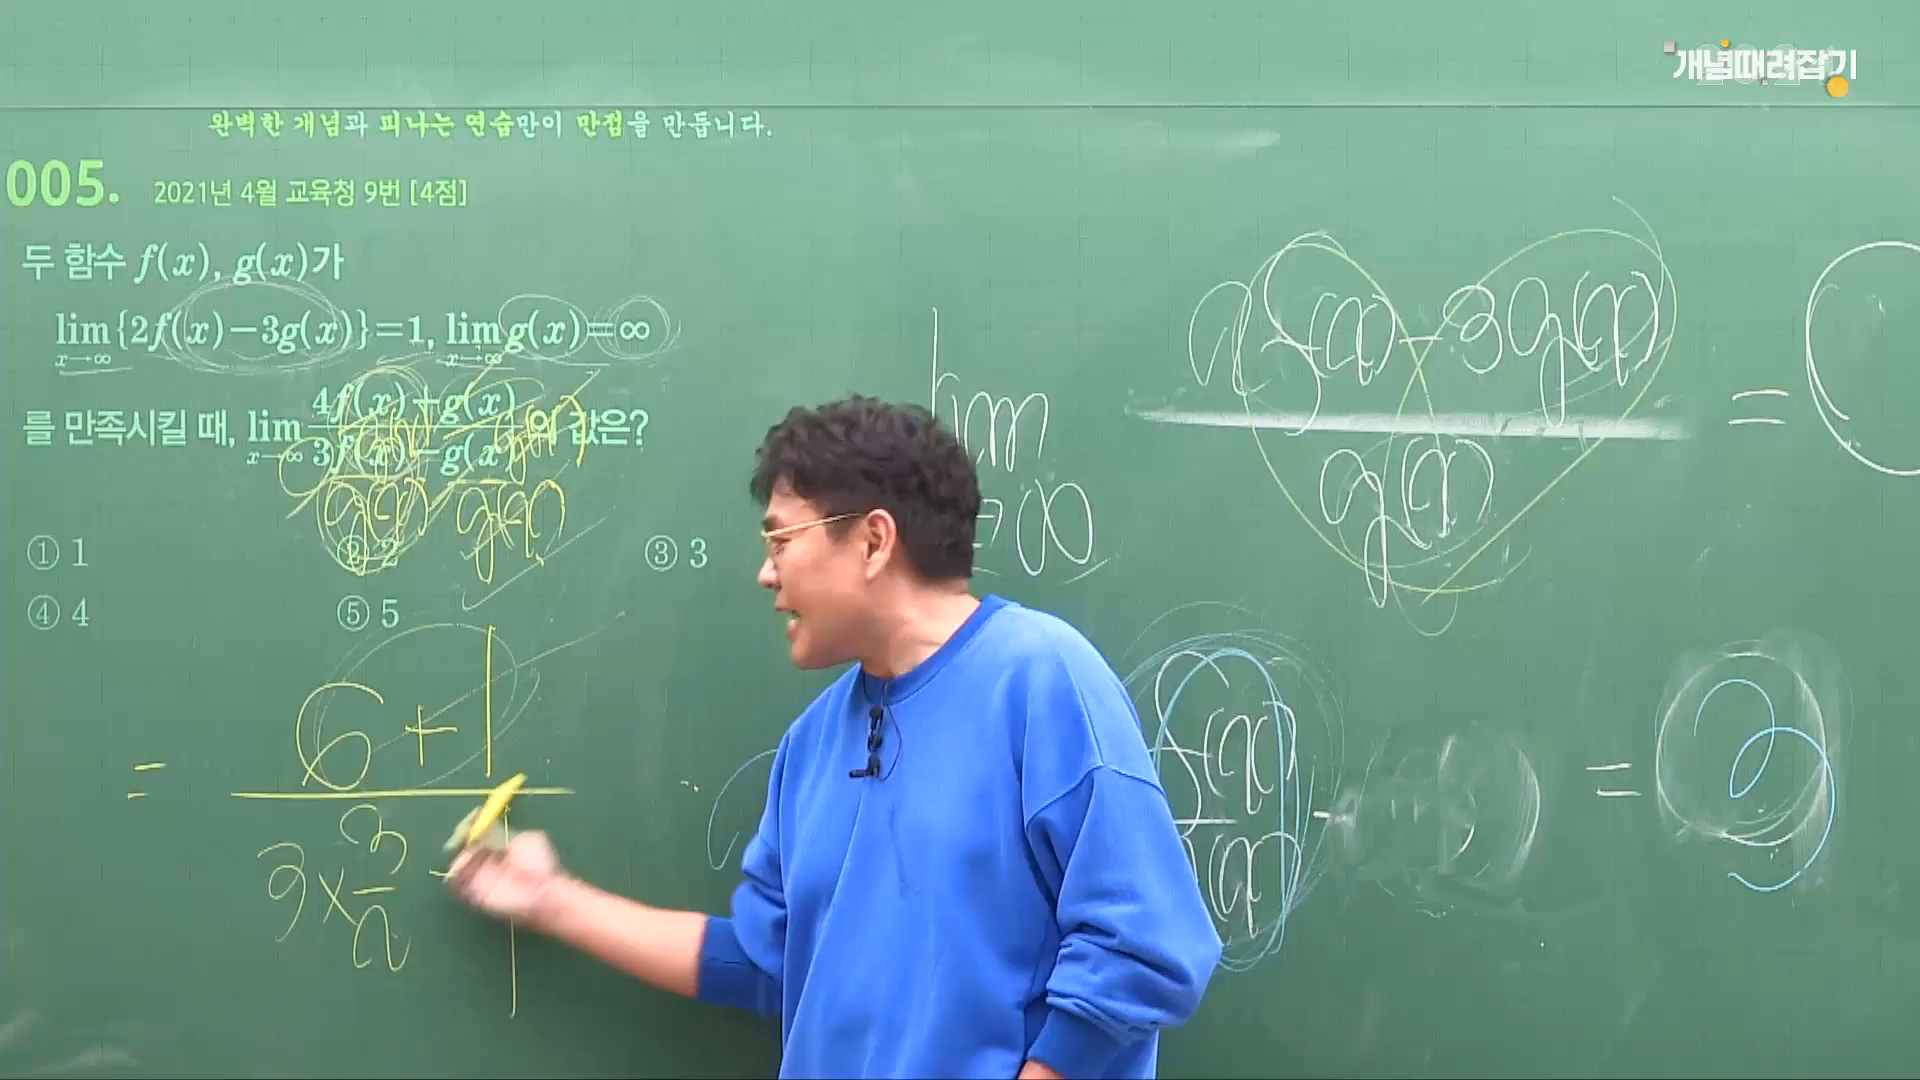 개념때려잡기
완벽한 개념과 피나는 연습만이 만점을 만듭니다.
005. 2021년 4월 교육청 9번 [4점]
두 함수 f(x), g(x)가
lim x→∞ {2f(x)−3g(x)}=1, lim x→∞ g(x)=∞
를 만족시킬 때, lim x→∞ 4f(x)+g(x) / 3f(x)−g(x) 의 값은?
① 1 ② 2 ③ 3
④ 4 ⑤ 5
= 6+1 / 3×3/2 − 1
lim →∞ 2f(x)−3g(x) / g(x) =
f(x) / g(x) = 3